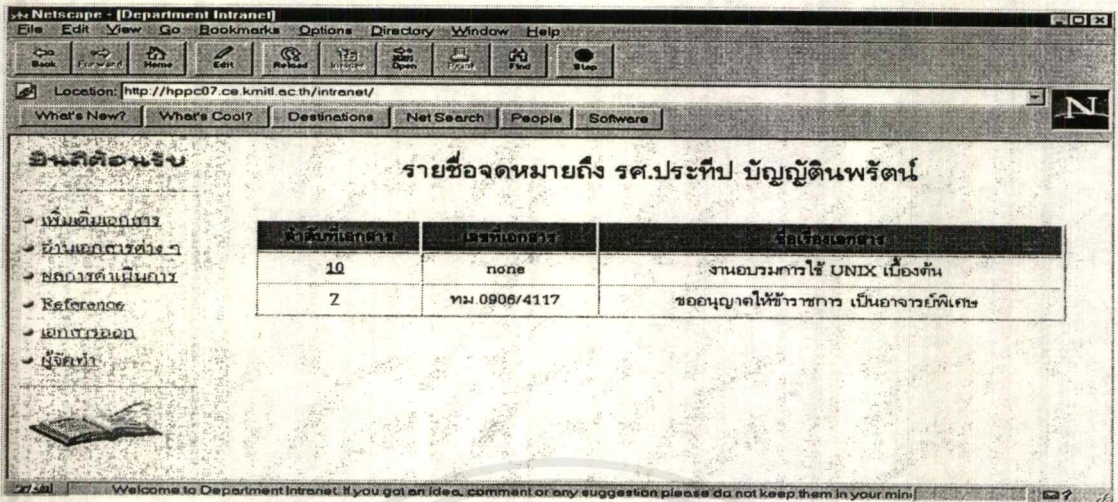 Netscape - [Department Intranet]
File Edit View Go Bookmarks Options Directory Window Help
Back Forward Home Edit Reload Images Open Print Find Stop
Location: http://hppc07.ce.kmitl.ac.th/intranet/
What's New? What's Cool? Destinations Net Search People Software
N
ยินดีต้อนรับ
เพิ่มเติมเอกสาร
อ่านเอกสารต่าง ๆ
ผลการดำเนินการ
Reference
เอกสารออก
ผู้จัดทำ
รายชื่อจดหมายถึง รศ.ประทีป บัญญัตินพรัตน์
ลำดับที่เอกสาร เลขที่เอกสาร ชื่อเรื่องเอกสาร
10 none งานอบรมการใช้ UNIX เบื้องต้น
7 ทม.0906/4117 ขออนุญาตให้ข้าราชการ เป็นอาจารย์พิเศษ
Welcome to Department Intranet. If you got an idea, comment or any suggestion please do not keep them in your mind